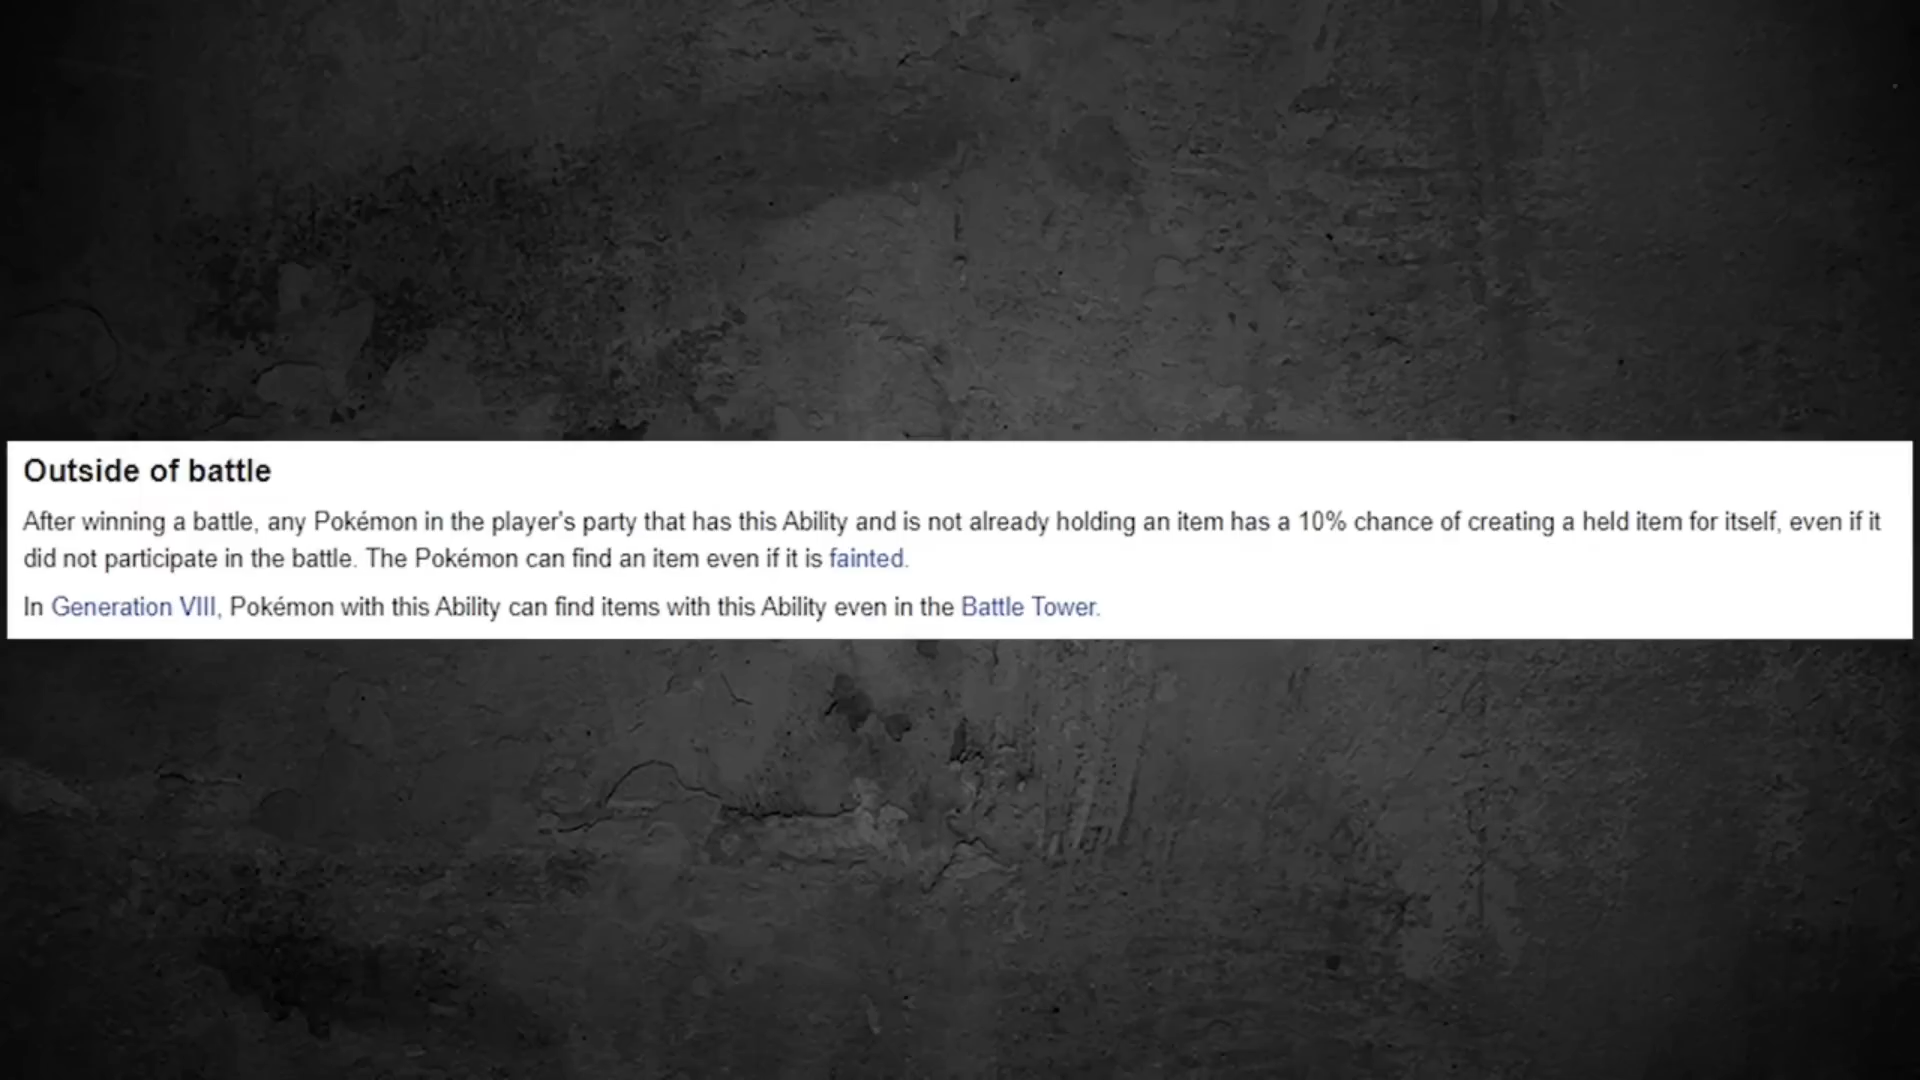 Outside of battle
After winning a battle, any Pokémon in the player's party that has this Ability and is not already holding an item has a 10% chance of creating a held item for itself, even if it
did not participate in the battle. The Pokémon can find an item even if it is fainted.
In Generation VIII, Pokémon with this Ability can find items with this Ability even in the Battle Tower.